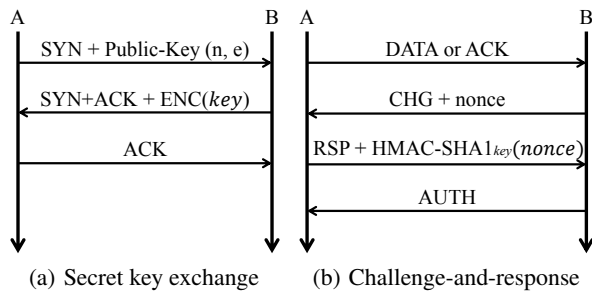 A B
SYN + Public-Key (n, e)
SYN+ACK + ENC(key)
ACK
(a) Secret key exchange
A B
DATA or ACK
CHG + nonce
RSP + HMAC-SHA1key(nonce)
AUTH
(b) Challenge-and-response